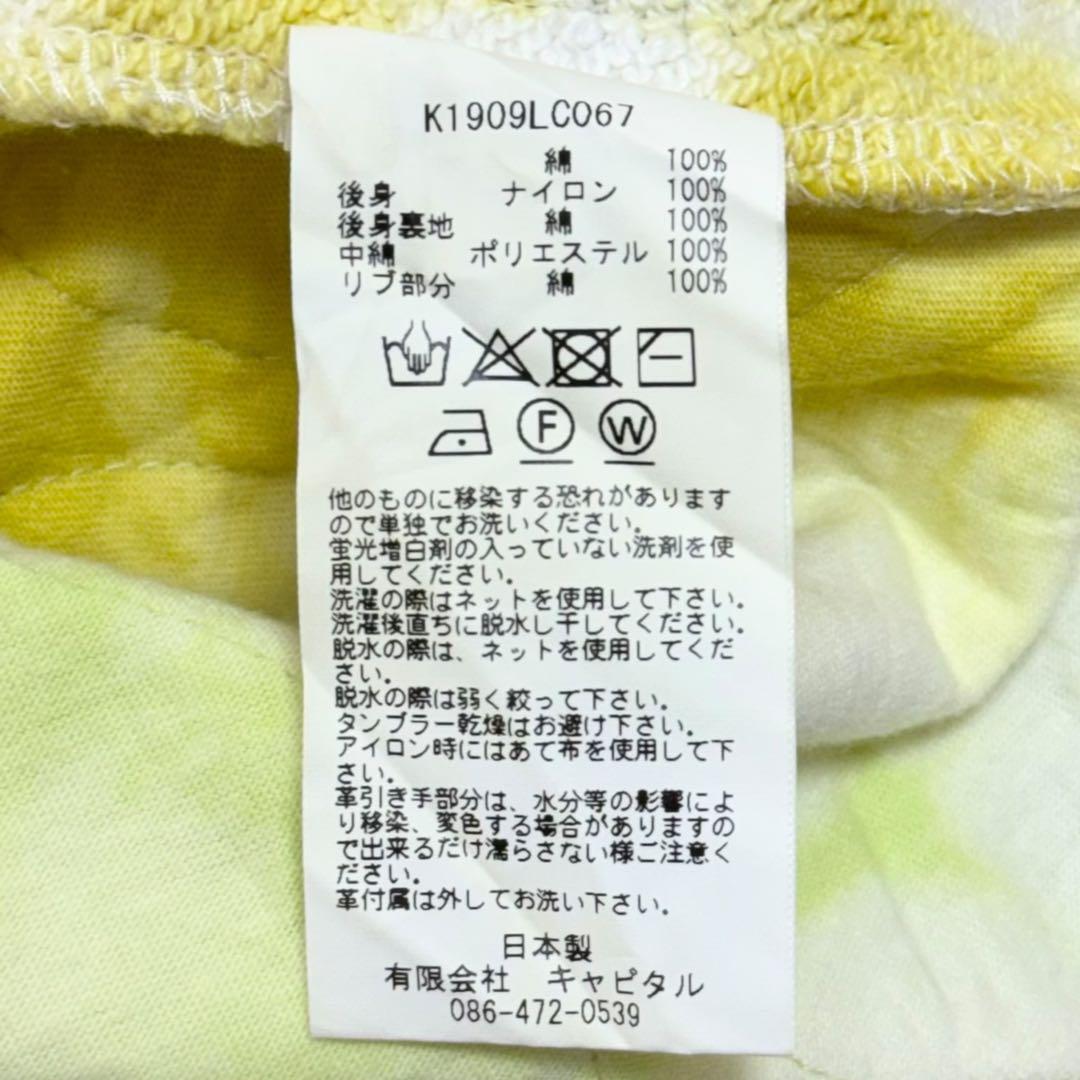 K1909LC067
綿 100%
後身 ナイロン 100%
後身裏地 綿 100%
中綿 ポリエステル 100%
リブ部分 綿 100%
F W
他のものに移染する恐れがあります
ので単独でお洗いください。
蛍光増白剤の入っていない洗剤を使
用してください。
洗濯の際はネットを使用して下さい。
洗濯後直ちに脱水し干してください。
脱水の際は、ネットを使用してくだ
さい。
脱水の際は弱く絞って下さい。
タンブラー乾燥はお避け下さい。
アイロン時にはあて布を使用して下
さい。
革引き手部分は、水分等の影響によ
り移染、変色する場合がありますの
で出来るだけ濡らさない様ご注意く
ださい。
革付属は外してお洗い下さい。
日本製
有限会社 キャピタル
086-472-0539